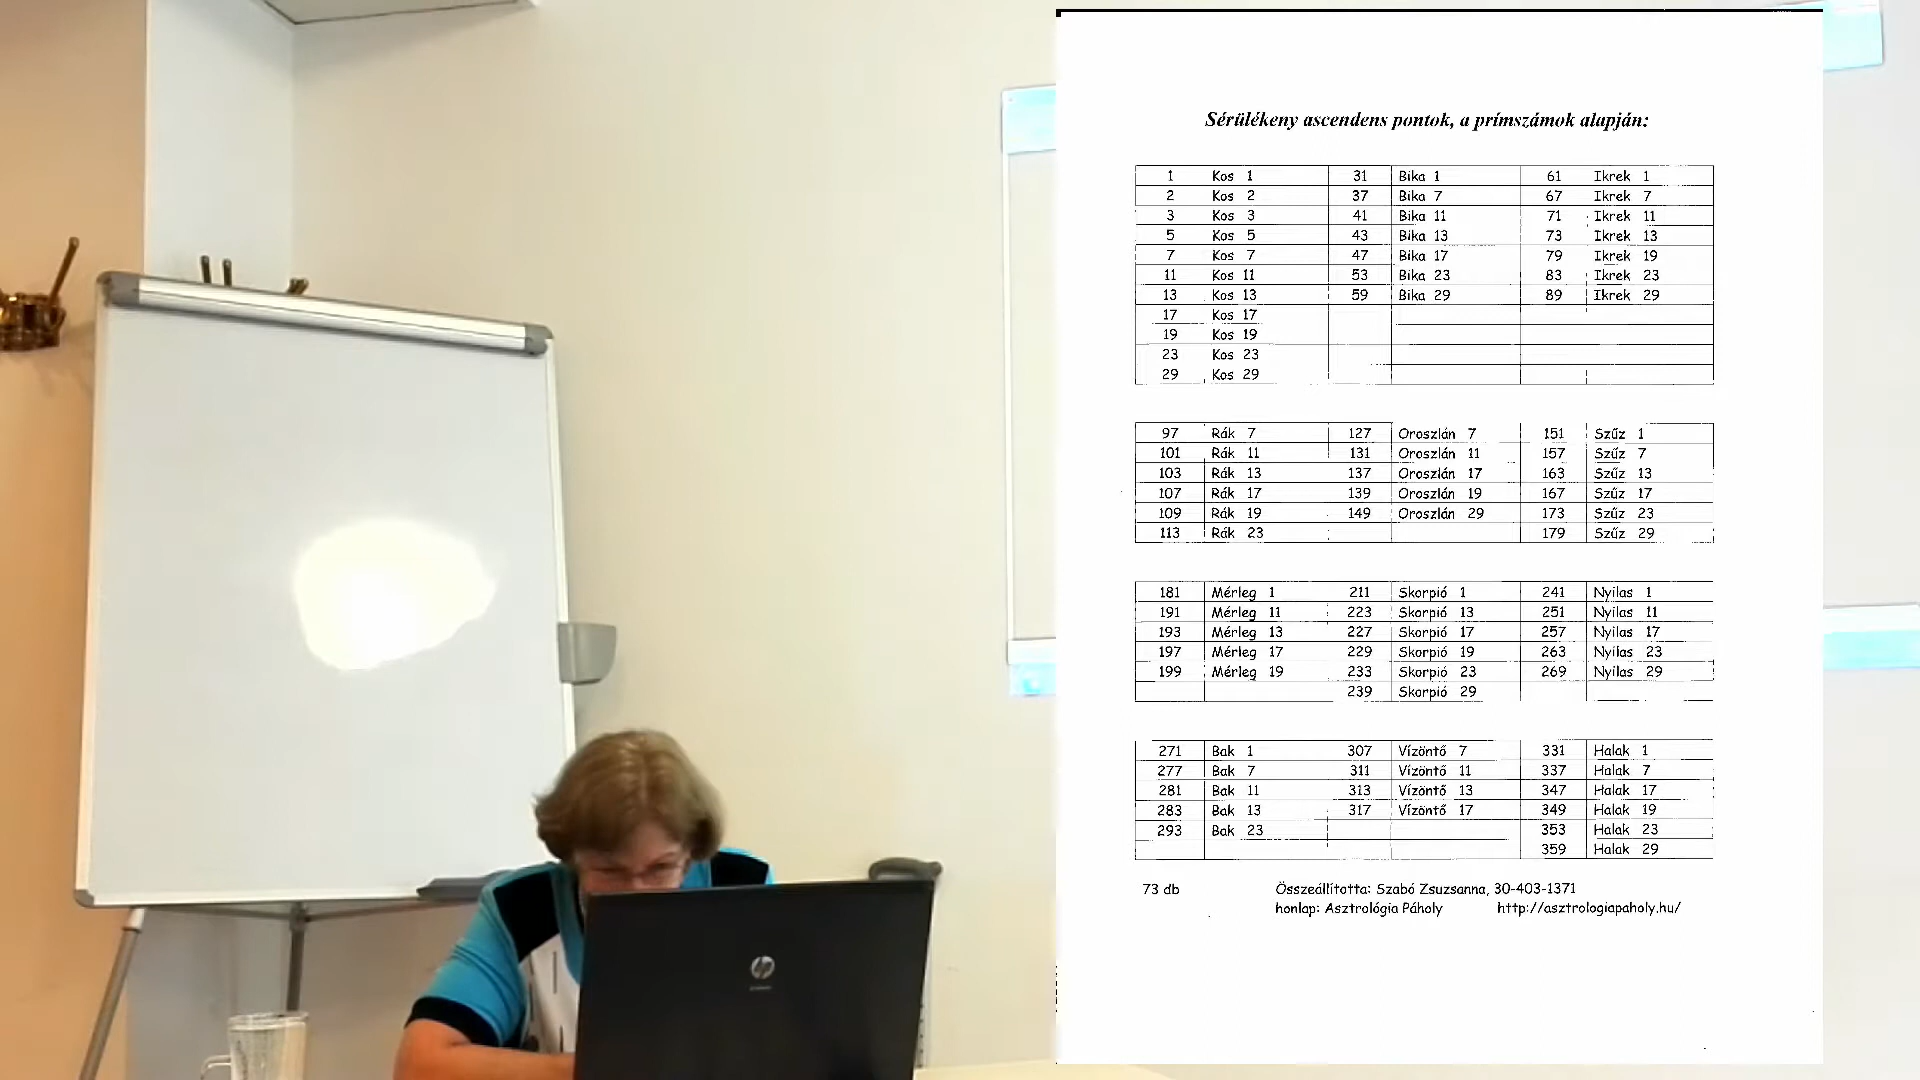 Sérülékeny ascendens pontok, a prímszámok alapján:
1 Kos 1 31 Bika 1 61 Ikrek 1
2 Kos 2 37 Bika 7 67 Ikrek 7
3 Kos 3 41 Bika 11 71 Ikrek 11
5 Kos 5 43 Bika 13 73 Ikrek 13
7 Kos 7 47 Bika 17 79 Ikrek 19
11 Kos 11 53 Bika 23 83 Ikrek 23
13 Kos 13 59 Bika 29 89 Ikrek 29
17 Kos 17
19 Kos 19
23 Kos 23
29 Kos 29
97 Rák 7 127 Oroszlán 7 151 Szűz 1
101 Rák 11 131 Oroszlán 11 157 Szűz 7
103 Rák 13 137 Oroszlán 17 163 Szűz 13
107 Rák 17 139 Oroszlán 19 167 Szűz 17
109 Rák 19 149 Oroszlán 29 173 Szűz 23
113 Rák 23 179 Szűz 29
181 Mérleg 1 211 Skorpió 1 241 Nyilas 1
191 Mérleg 11 223 Skorpió 13 251 Nyilas 11
193 Mérleg 13 227 Skorpió 17 257 Nyilas 17
197 Mérleg 17 229 Skorpió 19 263 Nyilas 23
199 Mérleg 19 233 Skorpió 23 269 Nyilas 29
239 Skorpió 29
271 Bak 1 307 Vízöntő 7 331 Halak 1
277 Bak 7 311 Vízöntő 11 337 Halak 7
281 Bak 11 313 Vízöntő 13 347 Halak 17
283 Bak 13 317 Vízöntő 17 349 Halak 19
293 Bak 23 353 Halak 23
359 Halak 29
73 db Összeállította: Szabó Zsuzsanna, 30-403-1371
honlap: Asztrológia Páholy http://asztrologiapaholy.hu/
hp